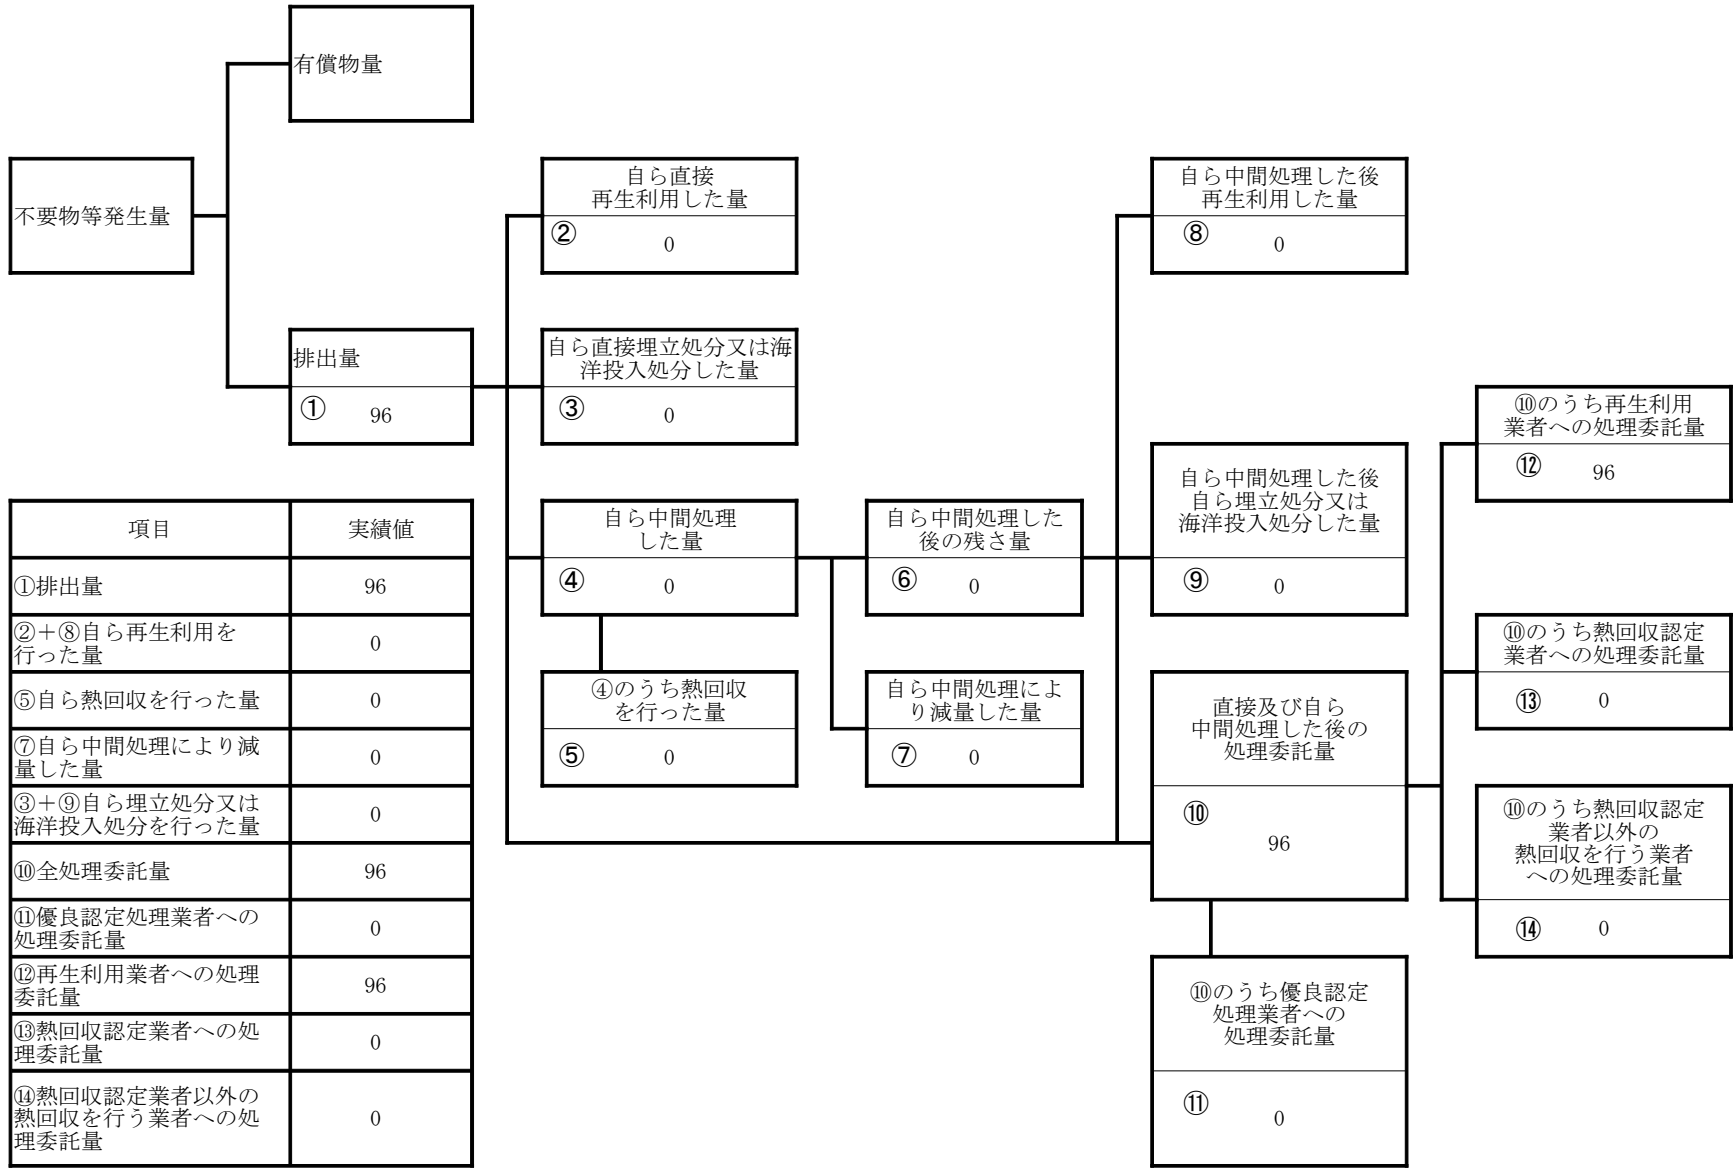 有償物量
不要物等発生量
自ら直接
再生利用した量
②
0
自ら中間処理した後
再生利用した量
⑧
0
排出量
①
96
自ら直接埋立処分又は海
洋投入処分した量
③
0
⑩のうち再生利用
業者への処理委託量
⑫
96
自ら中間処理した後
自ら埋立処分又は
海洋投入処分した量
⑨
0
自ら中間処理
した量
④
0
自ら中間処理した
後の残さ量
⑥
0
⑩のうち熱回収認定
業者への処理委託量
⑬
0
④のうち熱回収
を行った量
⑤
0
自ら中間処理によ
り減量した量
⑦
0
直接及び自ら
中間処理した後の
処理委託量
⑩
96
⑩のうち熱回収認定
業者以外の
熱回収を行う業者
への処理委託量
⑭
0
⑩のうち優良認定
処理業者への
処理委託量
⑪
0
項目
実績値
①排出量
96
②＋⑧自ら再生利用を
行った量
0
⑤自ら熱回収を行った量
0
⑦自ら中間処理により減
量した量
0
③＋⑨自ら埋立処分又は
海洋投入処分を行った量
0
⑩全処理委託量
96
⑪優良認定処理業者への
処理委託量
0
⑫再生利用業者への処理
委託量
96
⑬熱回収認定業者への処
理委託量
0
⑭熱回収認定業者以外の
熱回収を行う業者への処
理委託量
0